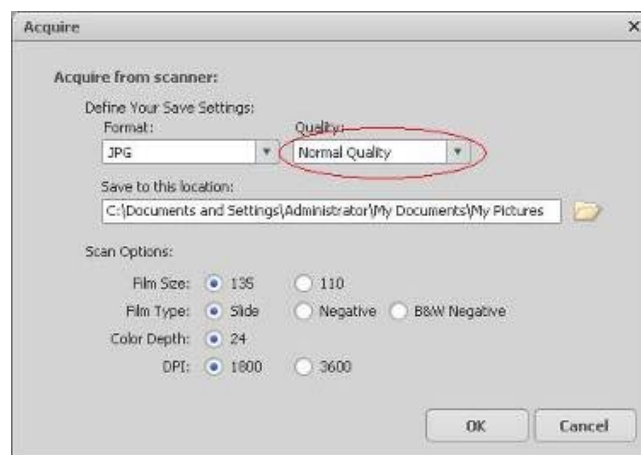 Acquire
Acquire from scanner:
Define Your Save Settings:
Format: Quality:
JPG Normal Quality
Save to this location:
C:\Documents and Settings\Administrator\My Documents\My Pictures
Scan Options:
Film Size: 135 110
Film Type: Slide Negative B&W Negative
Color Depth: 24
DPI: 1800 3600
OK Cancel